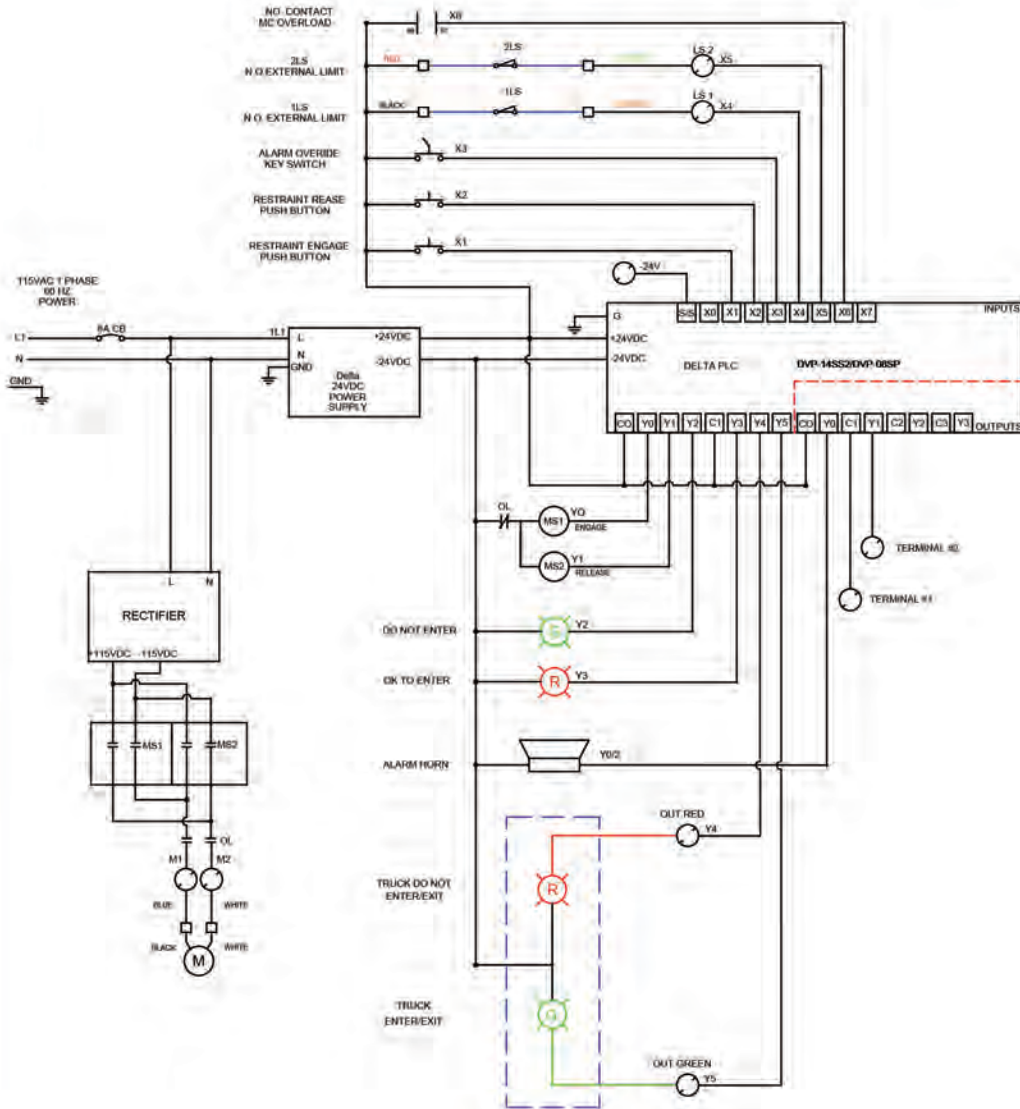 NO. CONTACT
MC OVERLOAD
X6
2LS
N.O. EXTERNAL LIMIT
RED
2LS
LS 2
X5
1LS
N.O. EXTERNAL LIMIT
BLACK
1LS
LS 1
X4
ALARM OVERIDE
KEY SWITCH
X3
RESTRAINT REASE
PUSH BUTTON
X2
RESTRAINT ENGAGE
PUSH BUTTON
X1
-24V
115VAC 1 PHASE
60 HZ
POWER
L1
8A CB
1L1
N
GND
L
N
GND
+24VDC
-24VDC
Delta
24VDC
POWER
SUPPLY
G
+24VDC
-24VDC
S/S X0 X1 X2 X3 X4 X5 X6 X7
INPUTS
DELTA PLC
DVP-14SS2/DVP-08SP
CO Y0 Y1 Y2 C1 Y3 Y4 Y5 CO Y0 C1 Y1 C2 Y2 C3 Y3
OUTPUTS
OL
MS1
YO
ENGAGE
MS2
Y1
RELEASE
TERMINAL #2
TERMINAL #1
L
N
RECTIFIER
+115VDC
-115VDC
DO NOT ENTER
Y2
OK TO ENTER
R
Y3
MS1
MS2
ALARM HORN
Y0/2
OL
M1
M2
BLUE
WHITE
BLACK
WHITE
M
OUT RED
Y4
TRUCK DO NOT
ENTER/EXIT
R
TRUCK
ENTER/EXIT
G
OUT GREEN
Y5